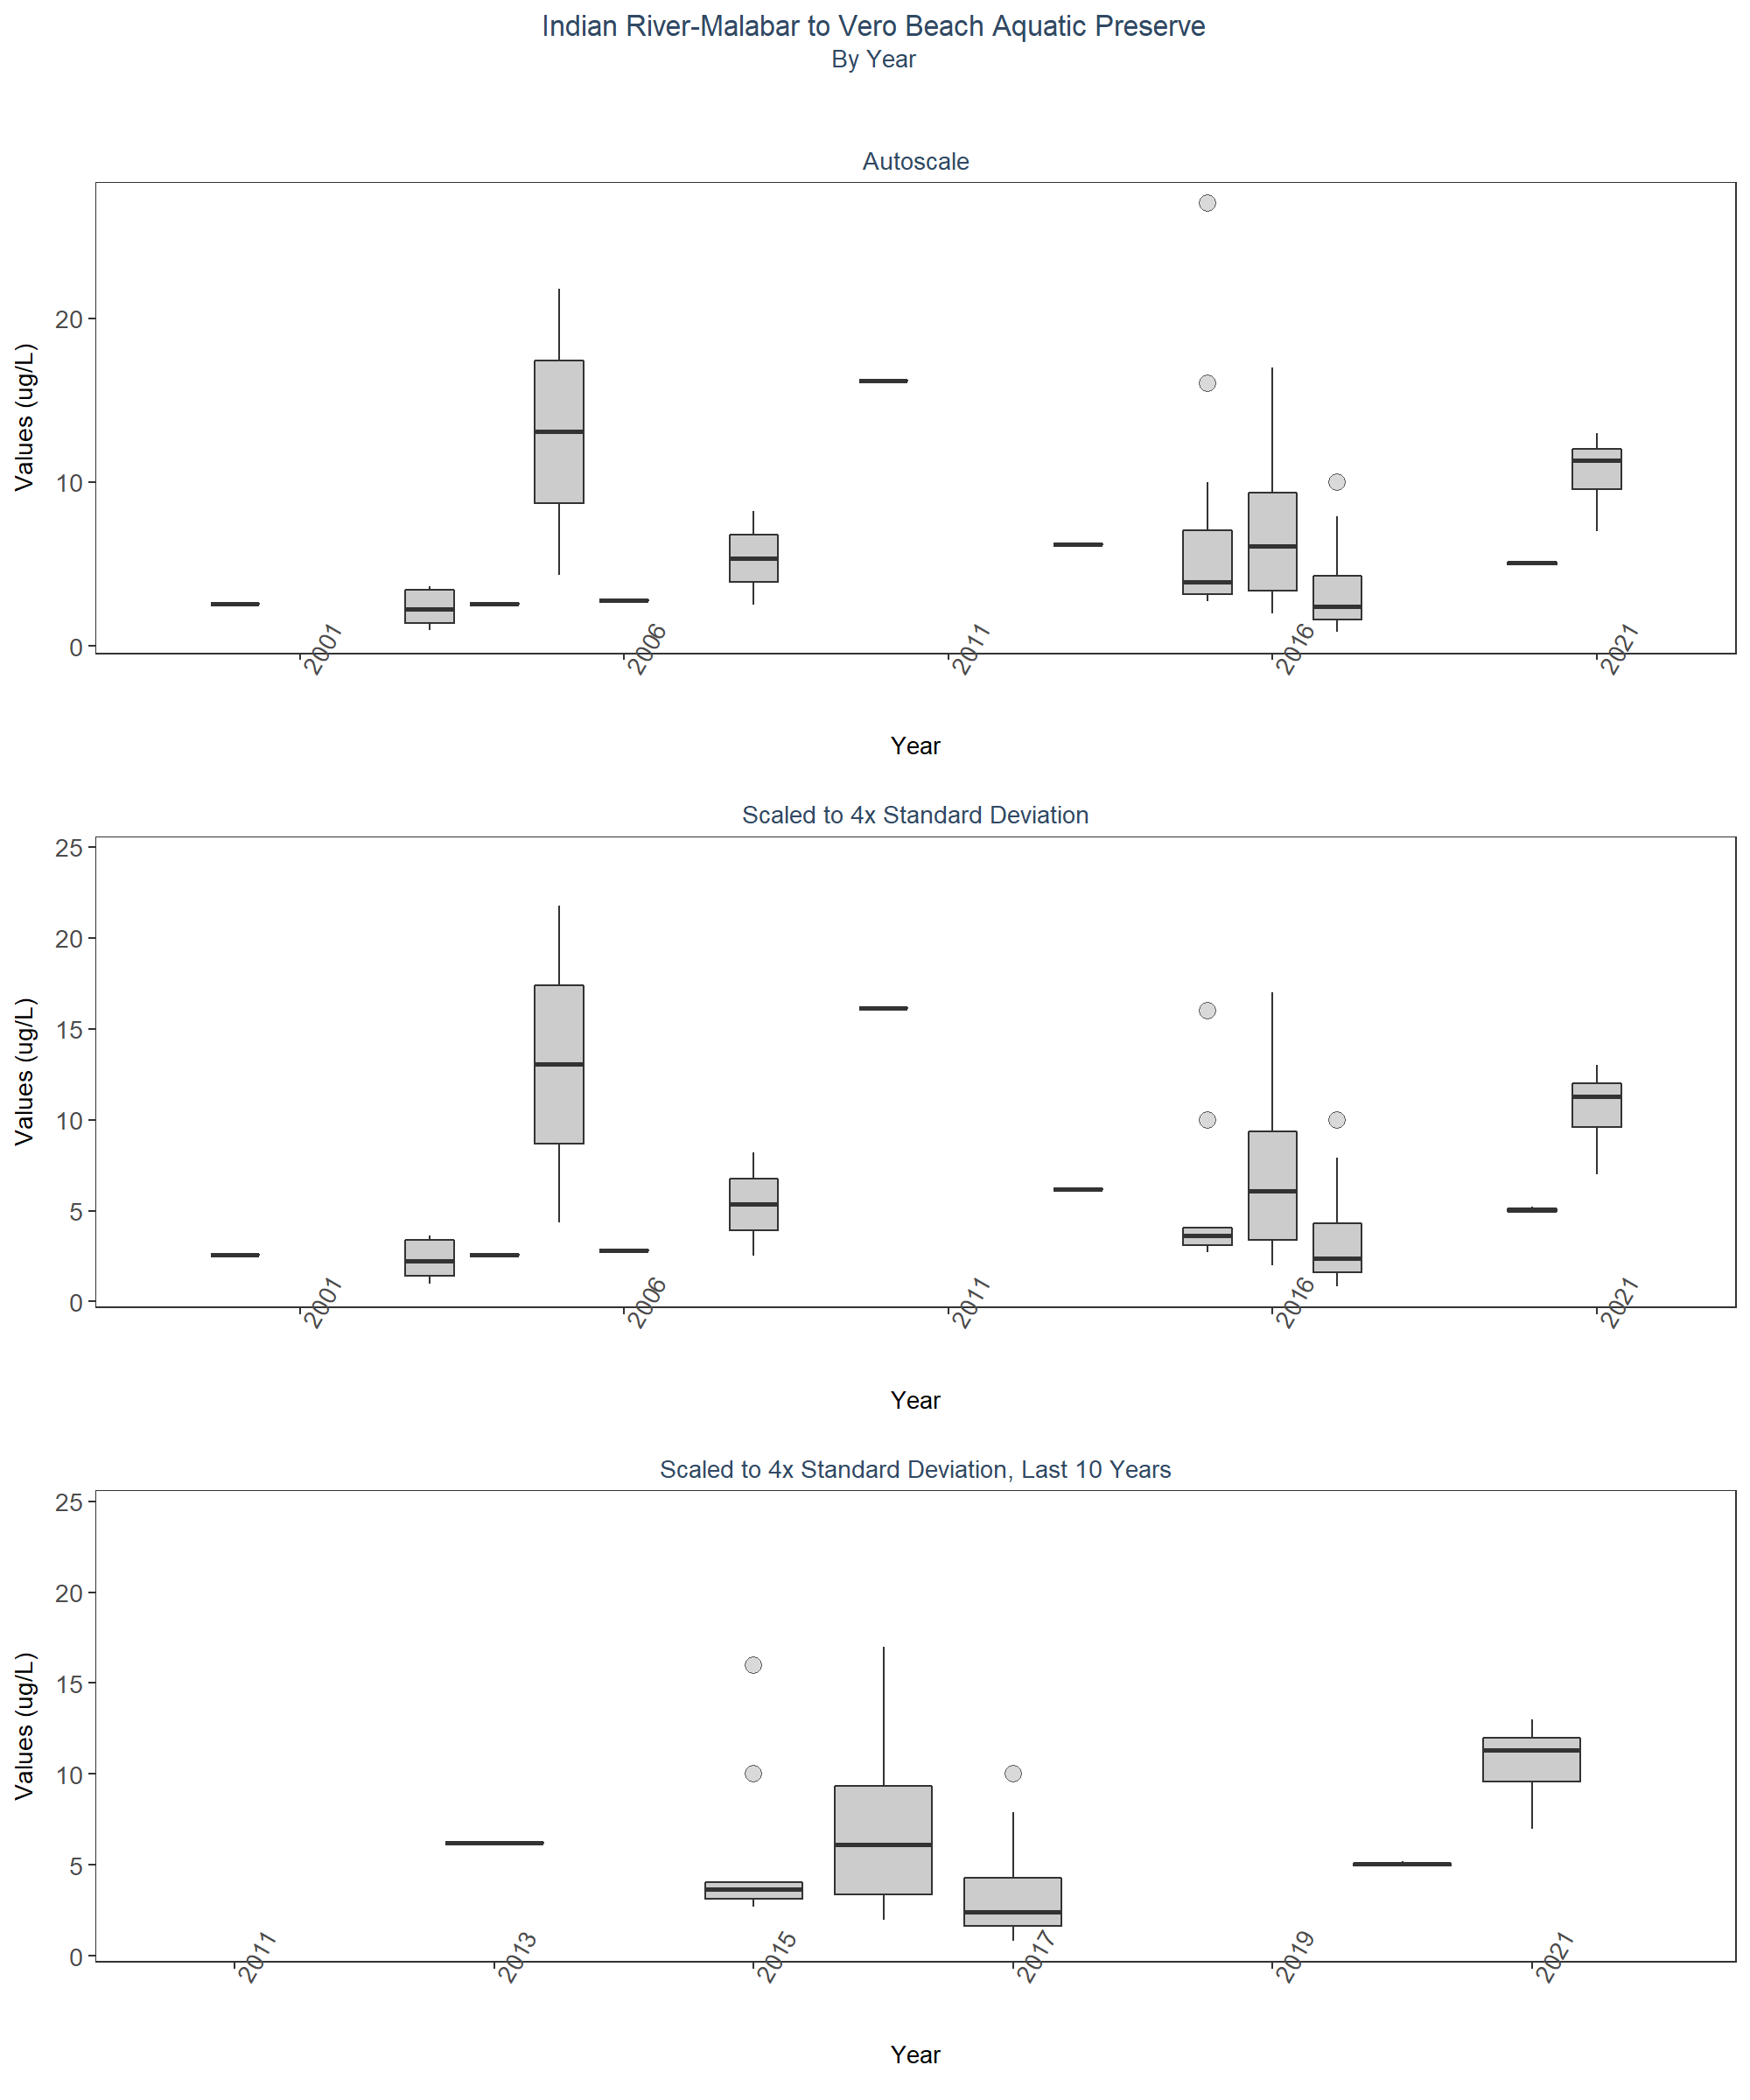 Indian River-Malabar to Vero Beach Aquatic Preserve
By Year
Autoscale
Values (ug/L)
20
10
0
2001 2006 2011 2016 2021
Year
Scaled to 4x Standard Deviation
Values (ug/L)
25
20
15
10
5
0
2001 2006 2011 2016 2021
Year
Scaled to 4x Standard Deviation, Last 10 Years
Values (ug/L)
25
20
15
10
5
0
2011 2013 2015 2017 2019 2021
Year